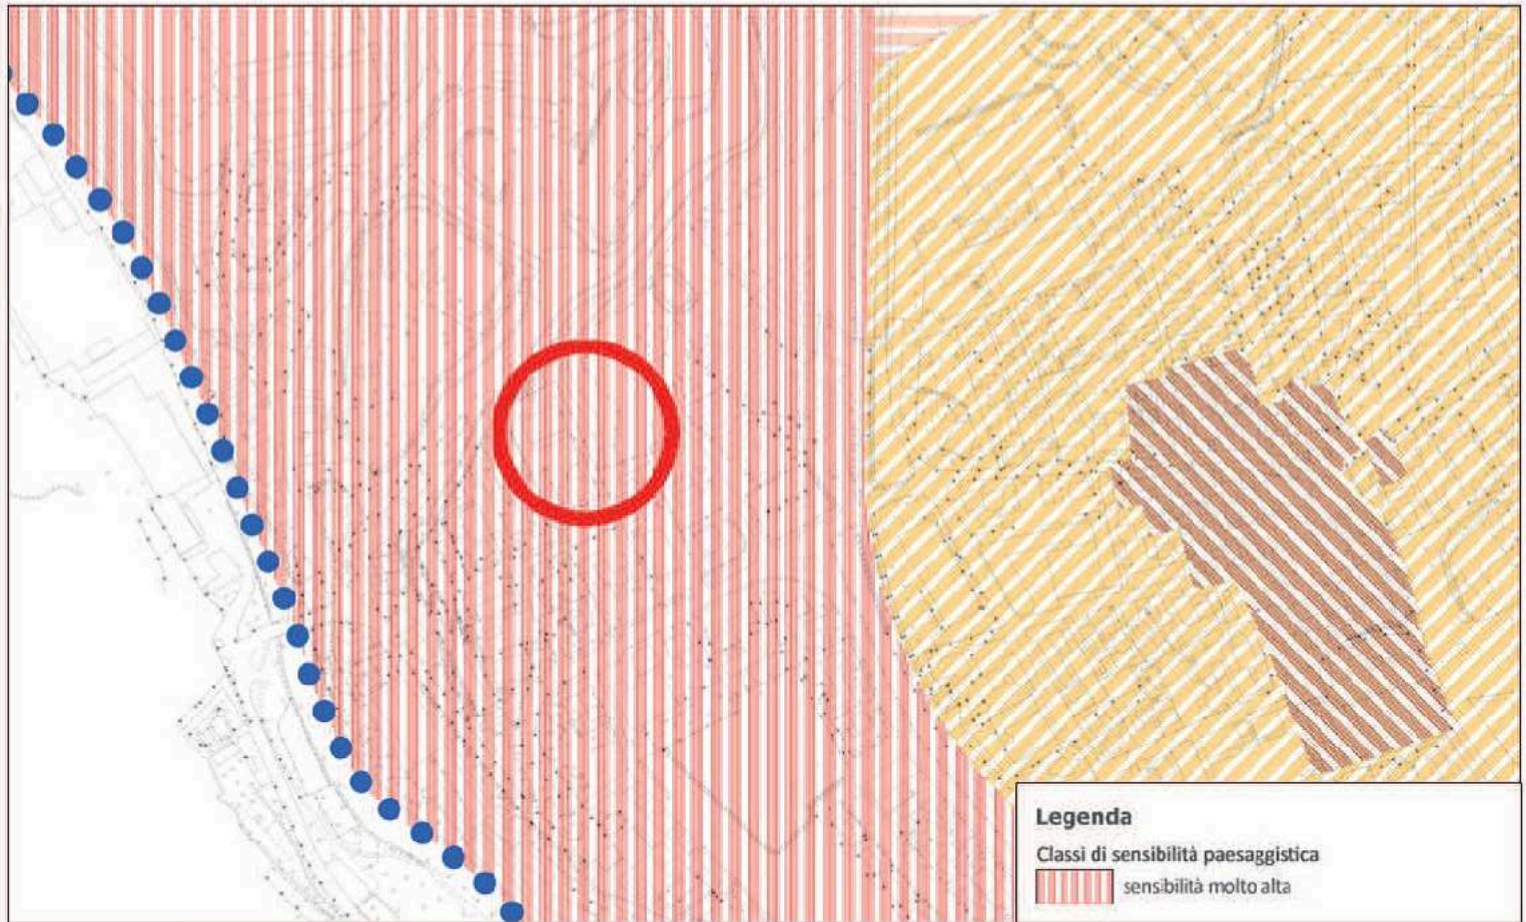 Legenda
Classi di sensibilità paesaggistica
sensibilità molto alta